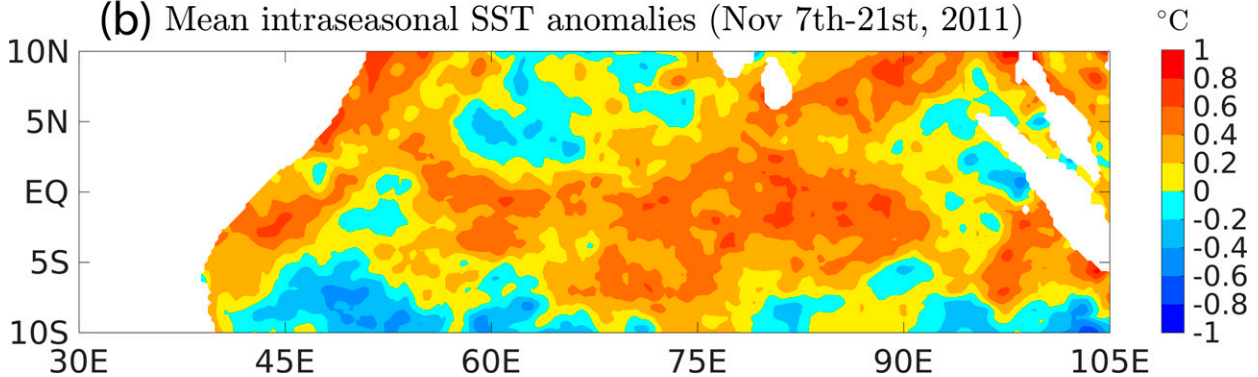 (b) Mean intraseasonal SST anomalies (Nov 7th-21st, 2011)
°C
10N
5N
EQ
5S
10S
30E 45E 60E 75E 90E 105E
1
0.8
0.6
0.4
0.2
0
-0.2
-0.4
-0.6
-0.8
-1